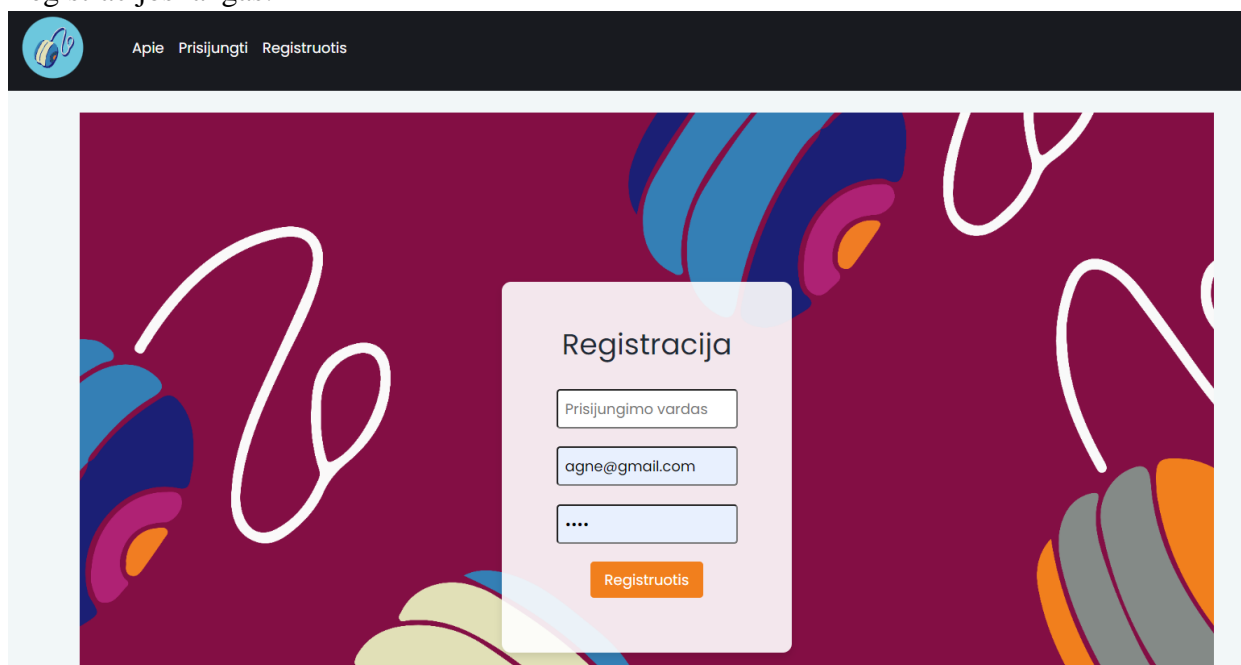 Apie Prisijungti Registruotis
Registracija
Prisijungimo vardas
agne@gmail.com
••••
Registruotis